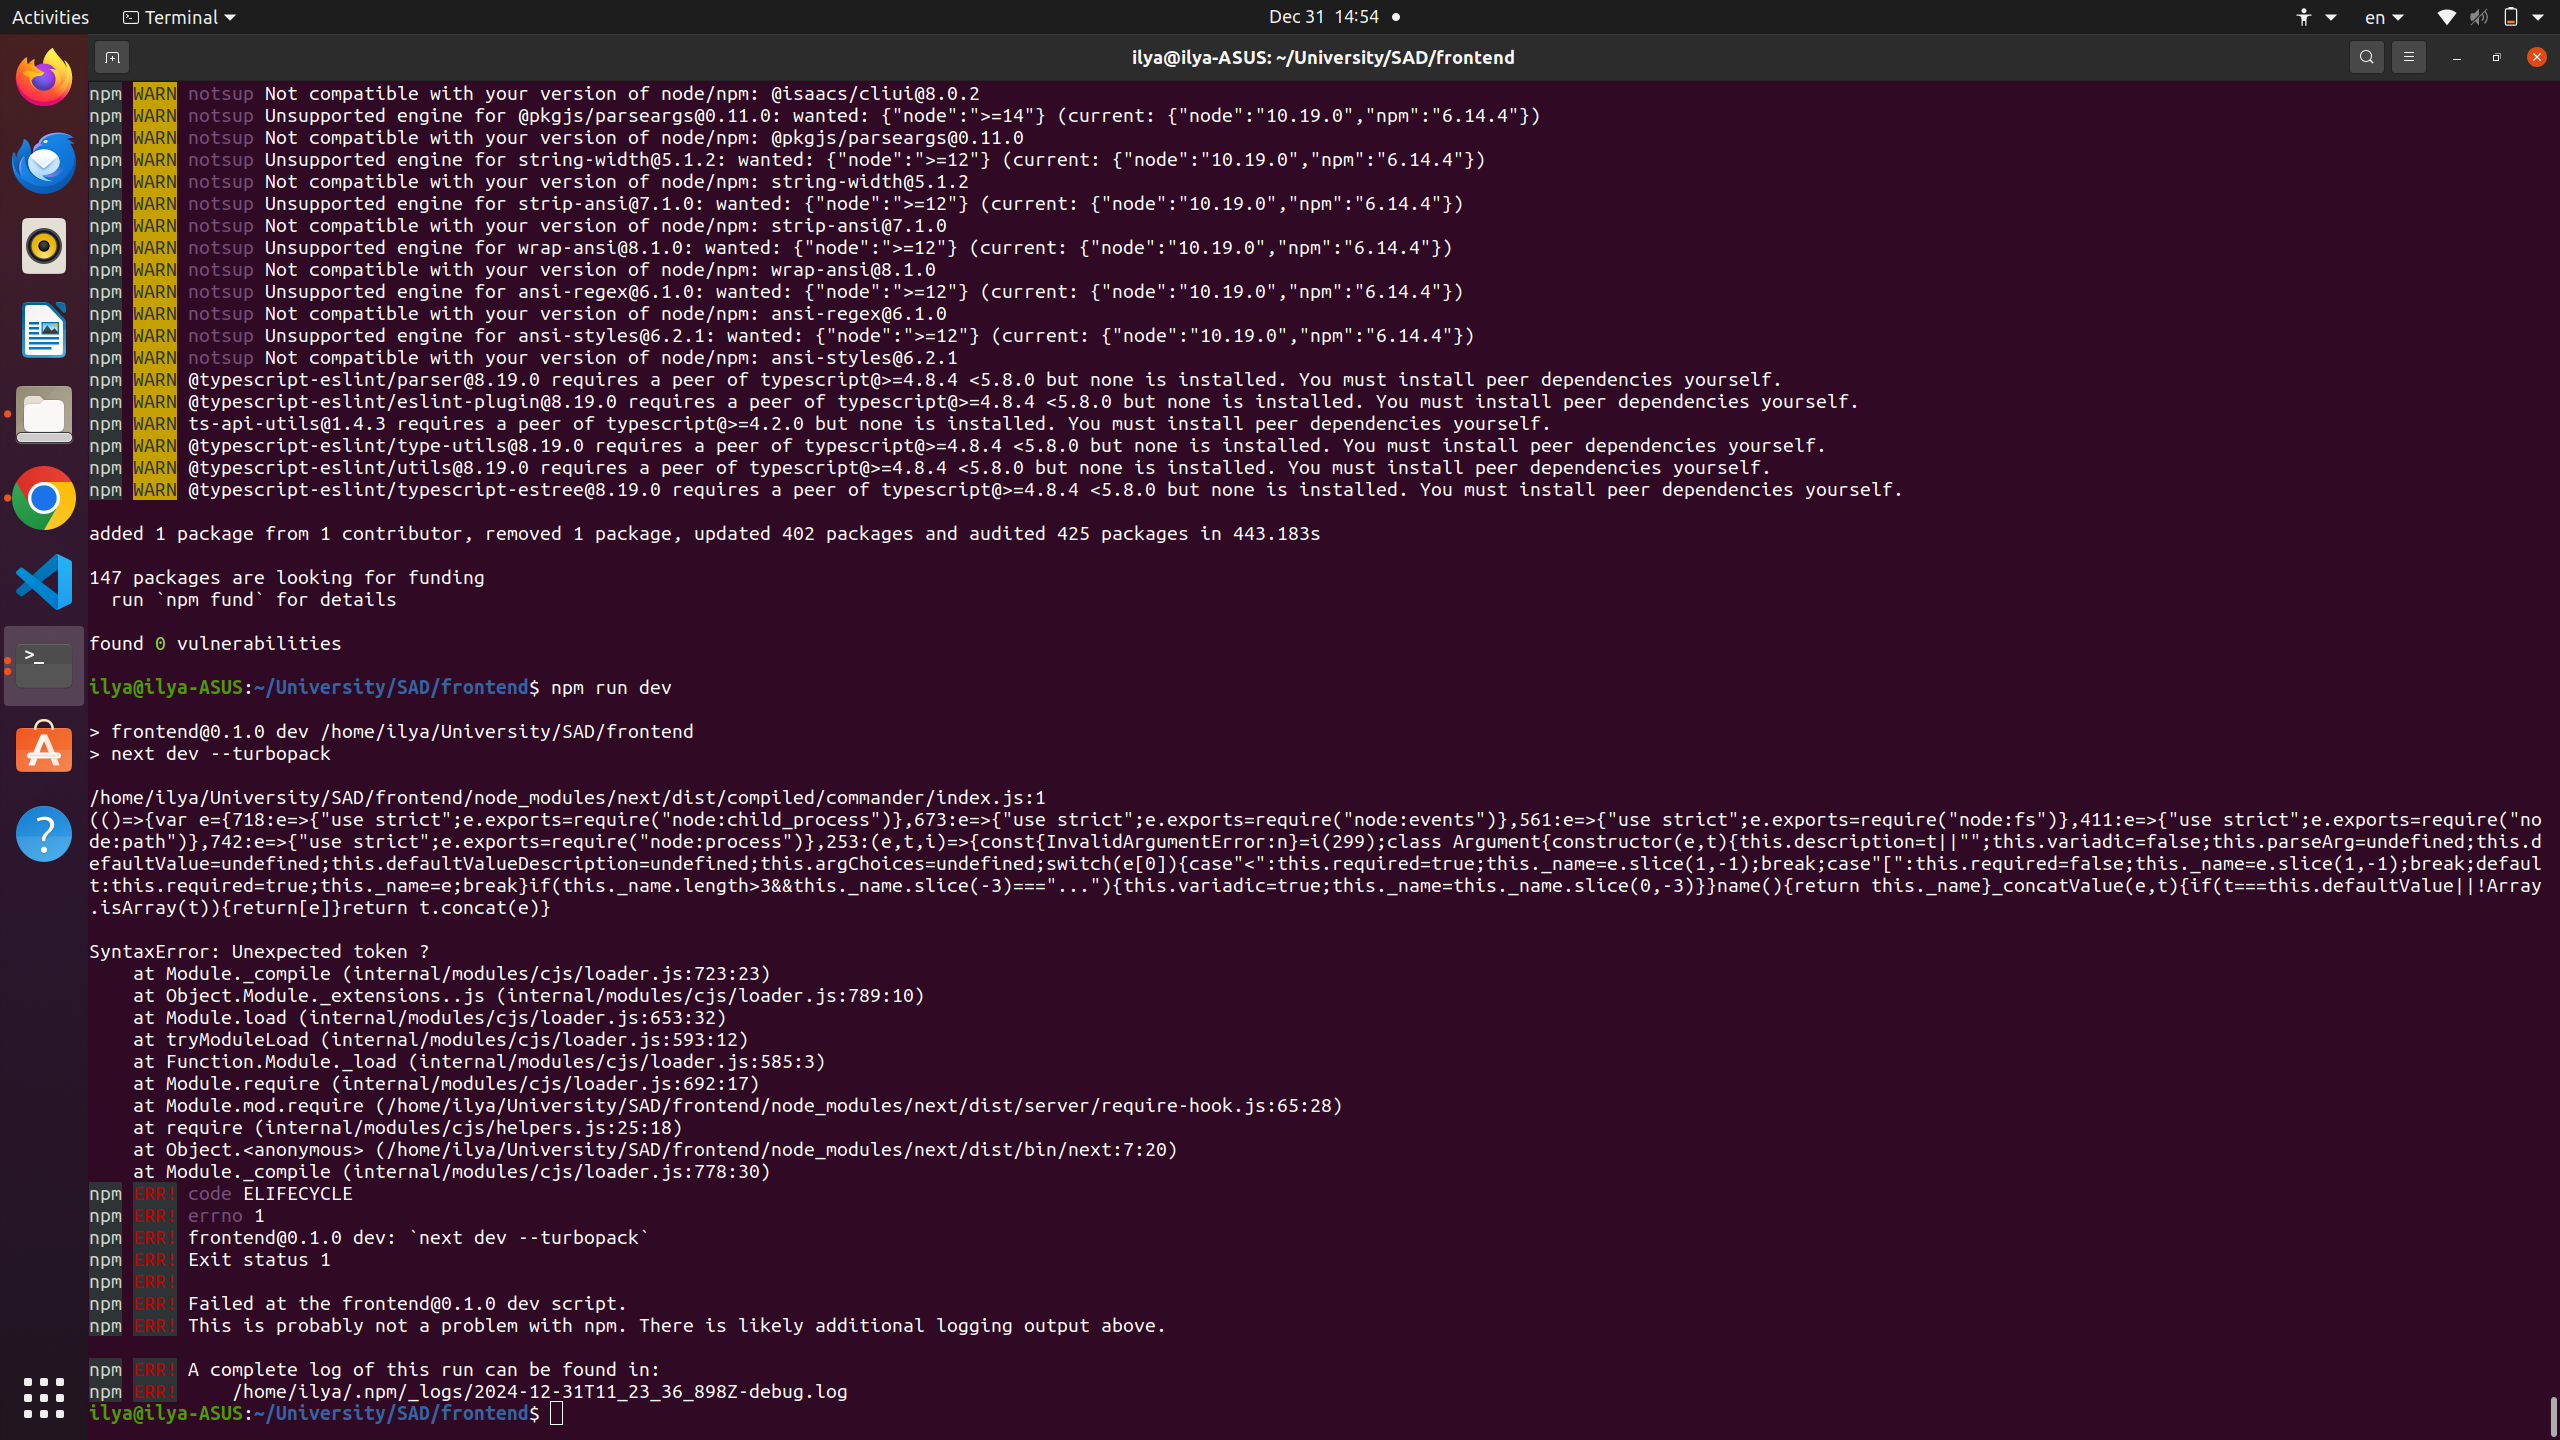 Activities
Terminal
Dec 31 14:54
en
ilya@ilya-ASUS: ~/University/SAD/frontend
npm WARN notsup Not compatible with your version of node/npm: @isaacs/cliui@8.0.2
npm WARN notsup Unsupported engine for @pkgjs/parseargs@0.11.0: wanted: {"node":">=14"} (current: {"node":"10.19.0","npm":"6.14.4"})
npm WARN notsup Not compatible with your version of node/npm: @pkgjs/parseargs@0.11.0
npm WARN notsup Unsupported engine for string-width@5.1.2: wanted: {"node":">=12"} (current: {"node":"10.19.0","npm":"6.14.4"})
npm WARN notsup Not compatible with your version of node/npm: string-width@5.1.2
npm WARN notsup Unsupported engine for strip-ansi@7.1.0: wanted: {"node":">=12"} (current: {"node":"10.19.0","npm":"6.14.4"})
npm WARN notsup Not compatible with your version of node/npm: strip-ansi@7.1.0
npm WARN notsup Unsupported engine for wrap-ansi@8.1.0: wanted: {"node":">=12"} (current: {"node":"10.19.0","npm":"6.14.4"})
npm WARN notsup Not compatible with your version of node/npm: wrap-ansi@8.1.0
npm WARN notsup Unsupported engine for ansi-regex@6.1.0: wanted: {"node":">=12"} (current: {"node":"10.19.0","npm":"6.14.4"})
npm WARN notsup Not compatible with your version of node/npm: ansi-regex@6.1.0
npm WARN notsup Unsupported engine for ansi-styles@6.2.1: wanted: {"node":">=12"} (current: {"node":"10.19.0","npm":"6.14.4"})
npm WARN notsup Not compatible with your version of node/npm: ansi-styles@6.2.1
npm WARN @typescript-eslint/parser@8.19.0 requires a peer of typescript@>=4.8.4 <5.8.0 but none is installed. You must install peer dependencies yourself.
npm WARN @typescript-eslint/eslint-plugin@8.19.0 requires a peer of typescript@>=4.8.4 <5.8.0 but none is installed. You must install peer dependencies yourself.
npm WARN ts-api-utils@1.4.3 requires a peer of typescript@>=4.2.0 but none is installed. You must install peer dependencies yourself.
npm WARN @typescript-eslint/type-utils@8.19.0 requires a peer of typescript@>=4.8.4 <5.8.0 but none is installed. You must install peer dependencies yourself.
npm WARN @typescript-eslint/utils@8.19.0 requires a peer of typescript@>=4.8.4 <5.8.0 but none is installed. You must install peer dependencies yourself.
npm WARN @typescript-eslint/typescript-estree@8.19.0 requires a peer of typescript@>=4.8.4 <5.8.0 but none is installed. You must install peer dependencies yourself.
added 1 package from 1 contributor, removed 1 package, updated 402 packages and audited 425 packages in 443.183s
147 packages are looking for funding
  run `npm fund` for details
found 0 vulnerabilities
ilya@ilya-ASUS:~/University/SAD/frontend$ npm run dev
> frontend@0.1.0 dev /home/ilya/University/SAD/frontend
> next dev --turbopack
/home/ilya/University/SAD/frontend/node_modules/next/dist/compiled/commander/index.js:1
(()=>{var e={718:e=>{"use strict";e.exports=require("node:child_process")},673:e=>{"use strict";e.exports=require("node:events")},561:e=>{"use strict";e.exports=require("node:fs")},411:e=>{"use strict";e.exports=require("no
de:path")},742:e=>{"use strict";e.exports=require("node:process")},253:(e,t,i)=>{const{InvalidArgumentError:n}=i(299);class Argument{constructor(e,t){this.description=t||"";this.variadic=false;this.parseArg=undefined;this.d
efaultValue=undefined;this.defaultValueDescription=undefined;this.argChoices=undefined;switch(e[0]){case"<":this.required=true;this._name=e.slice(1,-1);break;case"[":this.required=false;this._name=e.slice(1,-1);break;defaul
t:this.required=true;this._name=e;break}if(this._name.length>3&&this._name.slice(-3)==="..."){this.variadic=true;this._name=this._name.slice(0,-3)}}name(){return this._name}_concatValue(e,t){if(t===this.defaultValue||!Array
.isArray(t)){return[e]}return t.concat(e)}
SyntaxError: Unexpected token ?
    at Module._compile (internal/modules/cjs/loader.js:723:23)
    at Object.Module._extensions..js (internal/modules/cjs/loader.js:789:10)
    at Module.load (internal/modules/cjs/loader.js:653:32)
    at tryModuleLoad (internal/modules/cjs/loader.js:593:12)
    at Function.Module._load (internal/modules/cjs/loader.js:585:3)
    at Module.require (internal/modules/cjs/loader.js:692:17)
    at Module.mod.require (/home/ilya/University/SAD/frontend/node_modules/next/dist/server/require-hook.js:65:28)
    at require (internal/modules/cjs/helpers.js:25:18)
    at Object.<anonymous> (/home/ilya/University/SAD/frontend/node_modules/next/dist/bin/next:7:20)
    at Module._compile (internal/modules/cjs/loader.js:778:30)
npm ERR! code ELIFECYCLE
npm ERR! errno 1
npm ERR! frontend@0.1.0 dev: `next dev --turbopack`
npm ERR! Exit status 1
npm ERR!
npm ERR! Failed at the frontend@0.1.0 dev script.
npm ERR! This is probably not a problem with npm. There is likely additional logging output above.
npm ERR! A complete log of this run can be found in:
npm ERR!     /home/ilya/.npm/_logs/2024-12-31T11_23_36_898Z-debug.log
ilya@ilya-ASUS:~/University/SAD/frontend$